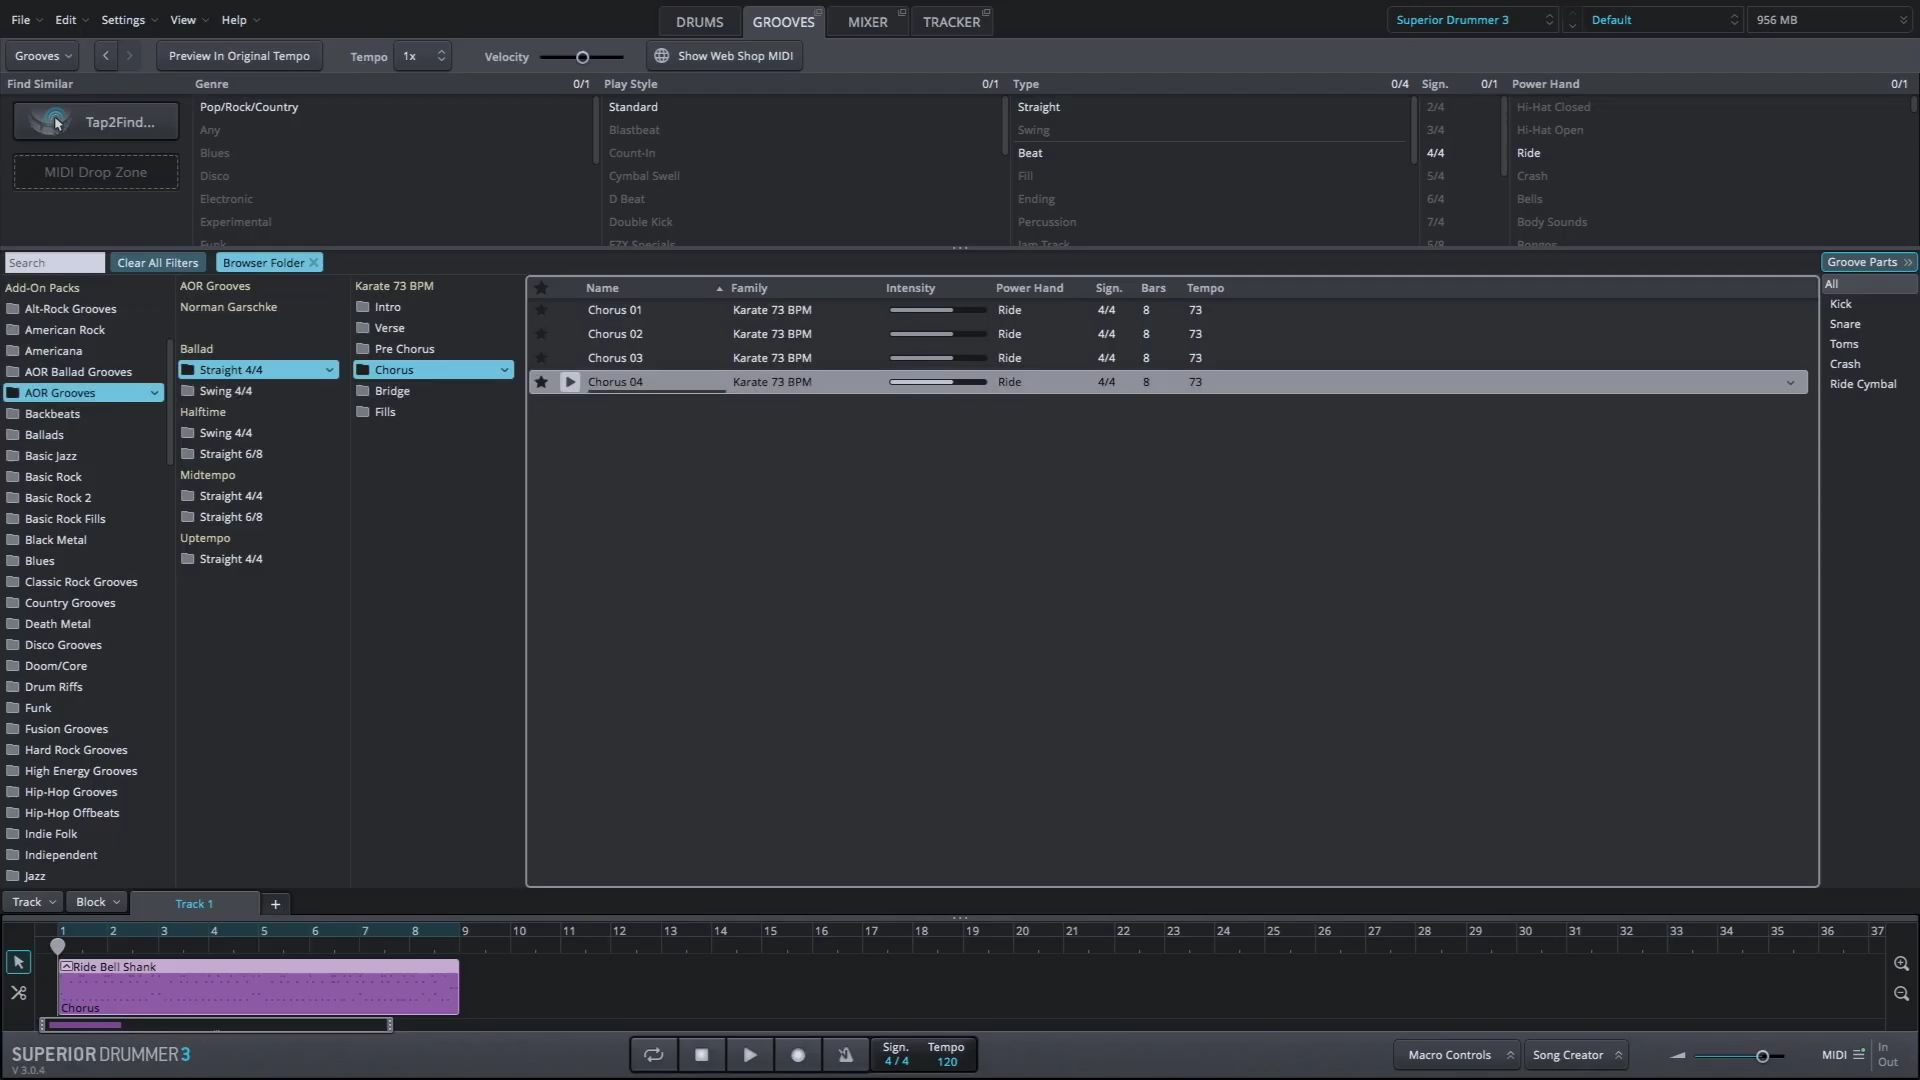 File Edit Settings View Help
DRUMS GROOVES MIXER TRACKER
Superior Drummer 3 Default 956 MB
Grooves Preview In Original Tempo Tempo 1x Velocity Show Web Shop MIDI
Find Similar Genre 0/1 Play Style 0/1 Type 0/4 Sign. 0/1 Power Hand 0/1
Tap2Find...
MIDI Drop Zone
Pop/Rock/Country
Any
Blues
Disco
Electronic
Experimental
Funk
Standard
Blastbeat
Count-In
Cymbal Swell
D Beat
Double Kick
EZY Specials
Straight
Swing
Beat
Fill
Ending
Percussion
Jam Track
2/4
3/4
4/4
5/4
6/4
7/4
5/8
Hi-Hat Closed
Hi-Hat Open
Ride
Crash
Bells
Body Sounds
Bongos
Search Clear All Filters Browser Folder
Add-On Packs
Alt-Rock Grooves
American Rock
Americana
AOR Ballad Grooves
AOR Grooves
Backbeats
Ballads
Basic Jazz
Basic Rock
Basic Rock 2
Basic Rock Fills
Black Metal
Blues
Classic Rock Grooves
Country Grooves
Death Metal
Disco Grooves
Doom/Core
Drum Riffs
Funk
Fusion Grooves
Hard Rock Grooves
High Energy Grooves
Hip-Hop Grooves
Hip-Hop Offbeats
Indie Folk
Indiependent
Jazz
AOR Grooves
Norman Garschke
Ballad
Straight 4/4
Swing 4/4
Halftime
Swing 4/4
Straight 6/8
Midtempo
Straight 4/4
Straight 6/8
Uptempo
Straight 4/4
Karate 73 BPM
Intro
Verse
Pre Chorus
Chorus
Bridge
Fills
Name Family Intensity Power Hand Sign. Bars Tempo
Chorus 01 Karate 73 BPM Ride 4/4 8 73
Chorus 02 Karate 73 BPM Ride 4/4 8 73
Chorus 03 Karate 73 BPM Ride 4/4 8 73
Chorus 04 Karate 73 BPM Ride 4/4 8 73
Groove Parts
All
Kick
Snare
Toms
Crash
Ride Cymbal
Track Block Track 1 +
1 2 3 4 5 6 7 8 9 10 11 12 13 14 15 16 17 18 19 20 21 22 23 24 25 26 27 28 29 30 31 32 33 34 35 36 37
Ride Bell Shank
Chorus
SUPERIOR DRUMMER 3
V 3.0.4
Sign. 4/4 Tempo 120
Macro Controls Song Creator
MIDI In Out